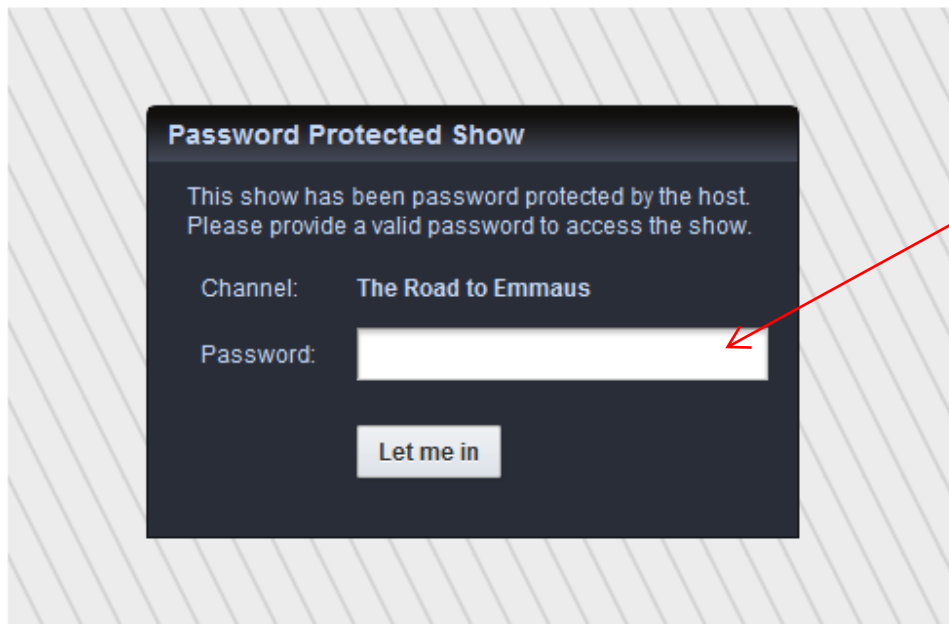 Password Protected Show
This show has been password protected by the host.
Please provide a valid password to access the show.
Channel: The Road to Emmaus
Password:
Let me in